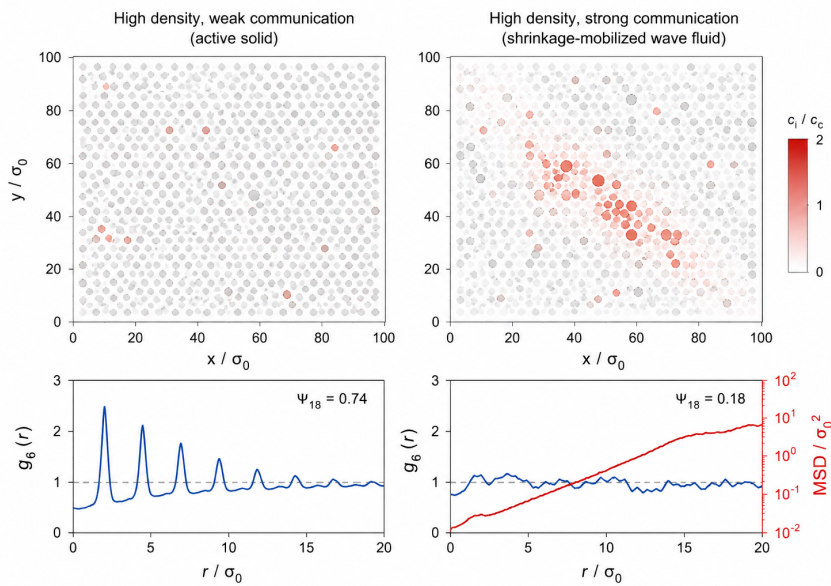 High density, weak communication
(active solid)
High density, strong communication
(shrinkage-mobilized wave fluid)
100
80
60
40
20
0
y / σ₀
0 10 20 30 40 60 80 100
x / σ₀
100
80
60
40
20
0
0 20 40 60 80 100
x / σ₀
cᵢ / c꜀
2
1
0
3
2
1
0
g₆(r)
Ψ₁₈ = 0.74
0 5 10 15 20
r / σ₀
3
2
1
0
g₆(r)
Ψ₁₈ = 0.18
10²
10¹
10⁰
10⁻¹
10⁻²
MSD / σ₀²
0 5 10 15 20
r / σ₀